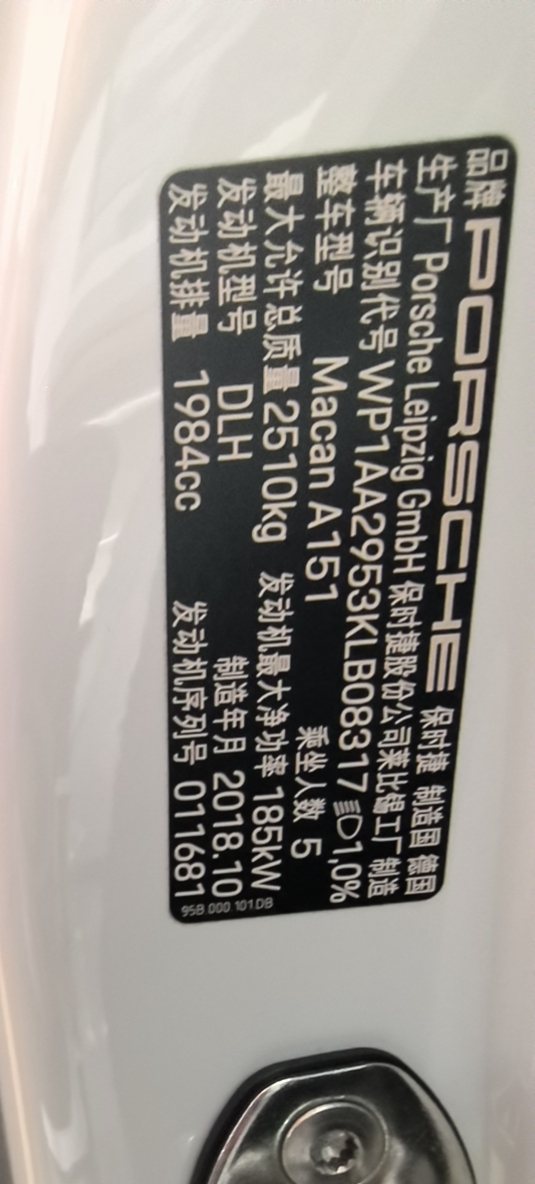 品牌 PORSCHE 保时捷 制造国 德国
生产厂 Porsche Leipzig GmbH 保时捷股份公司莱比锡工厂 制造
车辆识别代号 WP1AA2953KLB08317 1,0%
整车型号 Macan A151 乘坐人数 5
最大允许总质量 2510kg 发动机最大净功率 185kW
发动机型号 DLH 制造年月 2018.10
发动机排量 1984cc 发动机序列号 011681
95B.000.101.DB